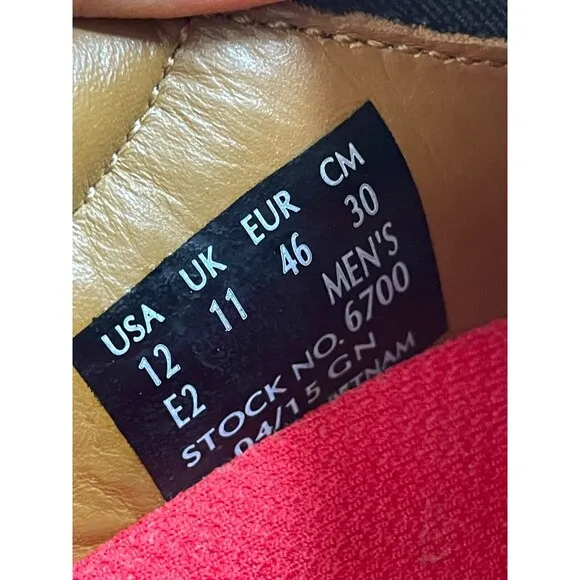 USA UK EUR CM
12 11 46 30
E2 MEN'S
STOCK NO. 6700
04/15 GN